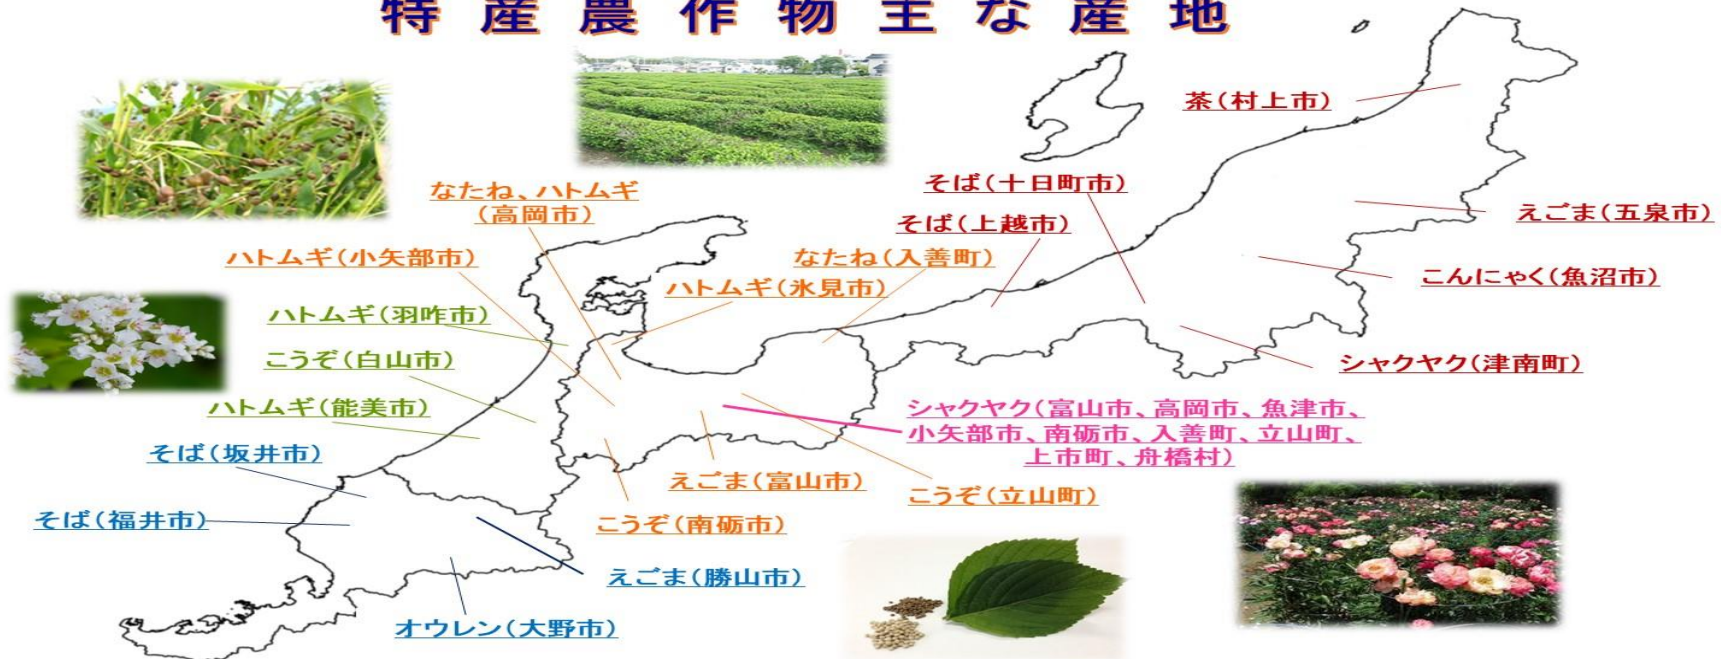 特産農作物主な産地
茶(村上市)
そば(十日町市)
なたね、ハトムギ
(高岡市)
えごま(五泉市)
そば(上越市)
ハトムギ(小矢部市)
なたね(入善町)
こんにゃく(魚沼市)
ハトムギ(氷見市)
ハトムギ(羽咋市)
こうぞ(白山市)
シャクヤク(津南町)
ハトムギ(能美市)
シャクヤク(富山市、高岡市、魚津市、
小矢部市、南砺市、入善町、立山町、
上市町、舟橋村)
そば(坂井市)
えごま(富山市)
こうぞ(立山町)
そば(福井市)
こうぞ(南砺市)
えごま(勝山市)
オウレン(大野市)